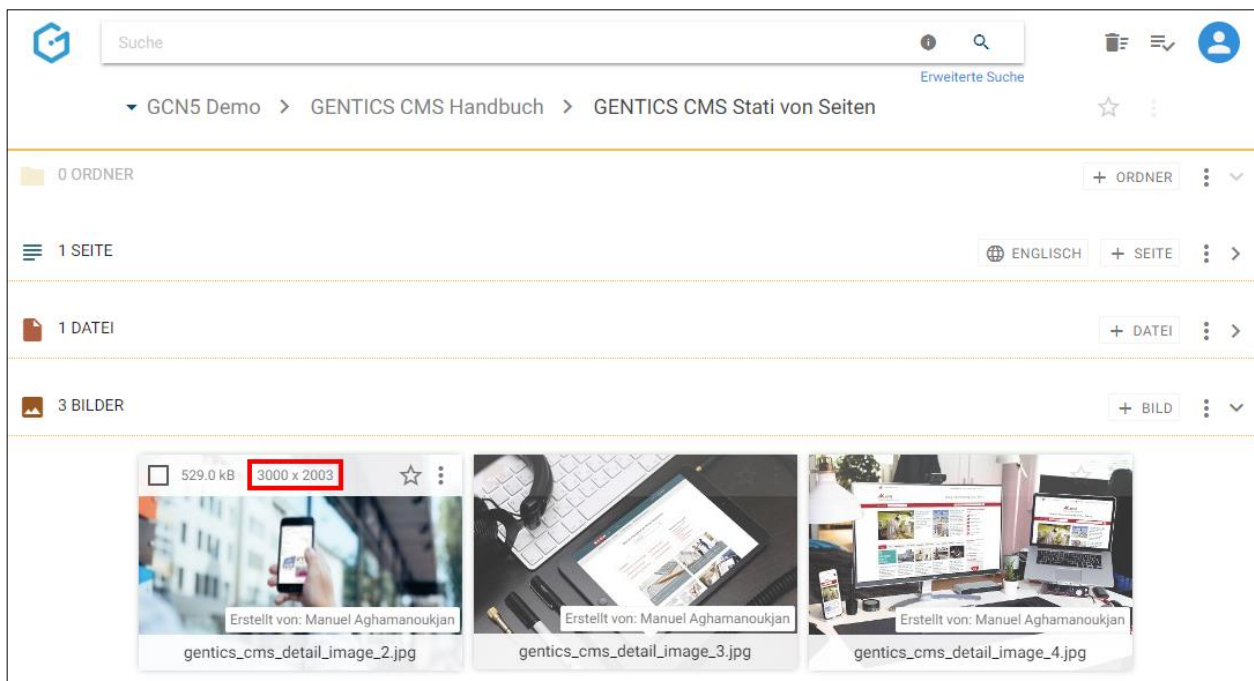 Suche
Erweiterte Suche
GCN5 Demo > GENTICS CMS Handbuch > GENTICS CMS Stati von Seiten
0 ORDNER + ORDNER
1 SEITE ENGLISCH + SEITE
1 DATEI + DATEI
3 BILDER + BILD
529.0 kB 3000 x 2003
Erstellt von: Manuel Aghamanoukjan Erstellt von: Manuel Aghamanoukjan Erstellt von: Manuel Aghamanoukjan
gentics_cms_detail_image_2.jpg gentics_cms_detail_image_3.jpg gentics_cms_detail_image_4.jpg